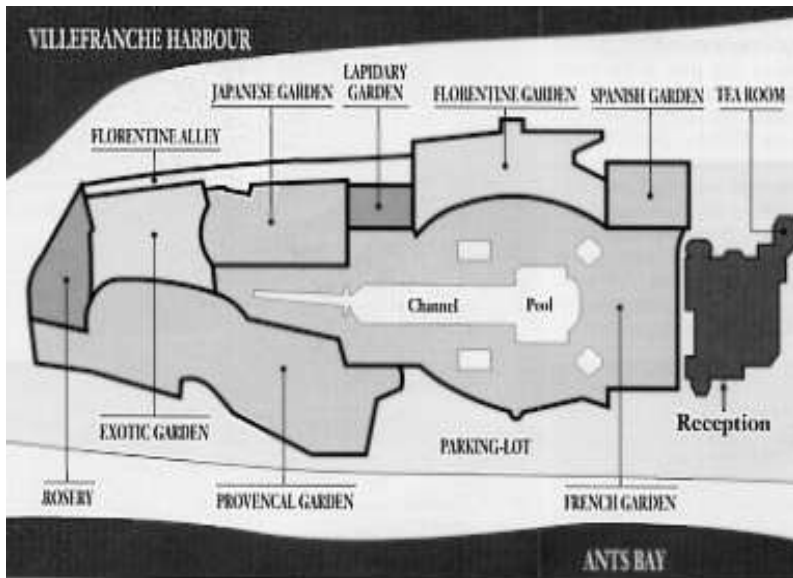 VILLEFRANCHE HARBOUR
LAPIDARY
GARDEN
JAPANESE GARDEN
FLORENTINE GARDEN
SPANISH GARDEN
TEA ROOM
FLORENTINE ALLEY
Channel
Pool
Reception
EXOTIC GARDEN
PARKING-LOT
ROSERY
PROVENCAL GARDEN
FRENCH GARDEN
ANTS BAY